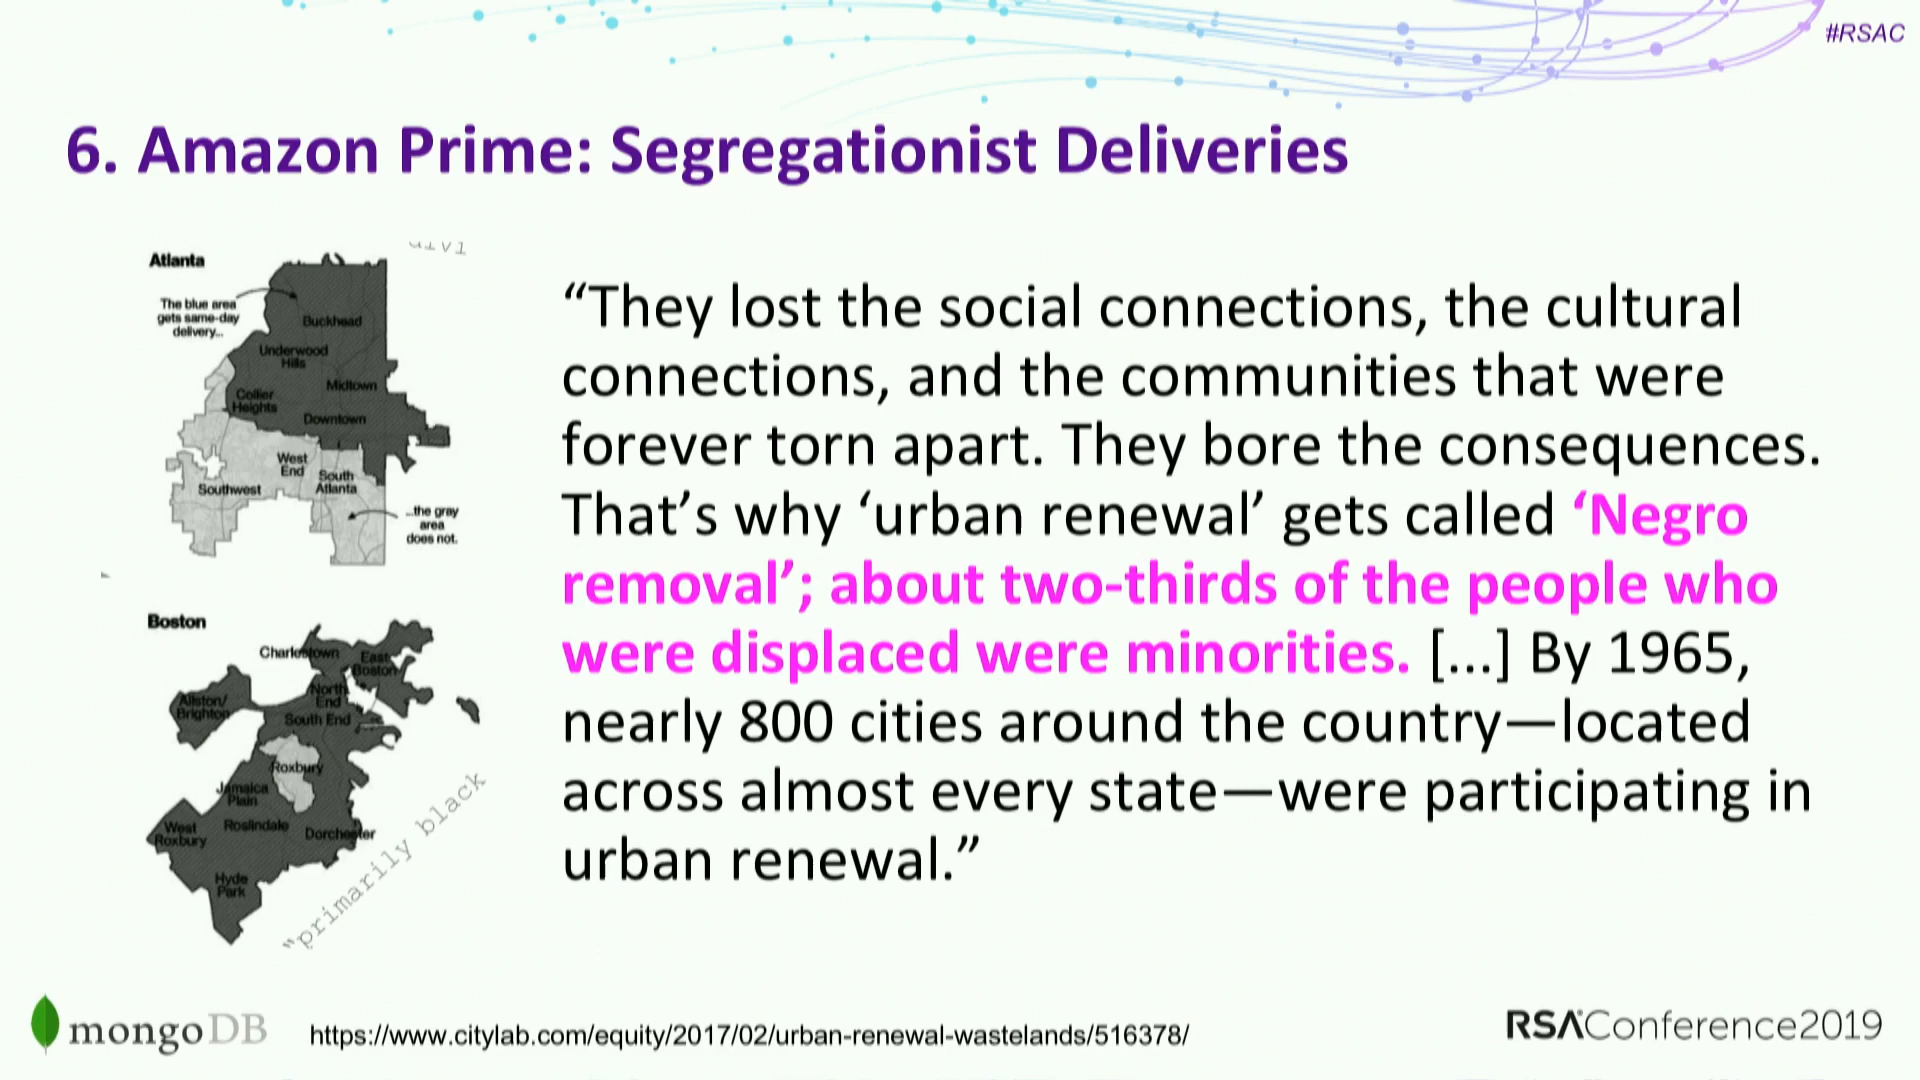 #RSAC
6. Amazon Prime: Segregationist Deliveries
Atlanta
The blue area
gets same-day
delivery...
Buckhead
Underwood
Hills
Midtown
Collier
Heights
Downtown
West
End
South
Atlanta
Southwest
...the gray
area
does not.
Boston
Charlestown
East
Boston
North
End
Allston/
Brighton
South End
Roxbury
Jamaica
Plain
Roslindale
Dorchester
West
Roxbury
Hyde
Park
"primarily black
“They lost the social connections, the cultural
connections, and the communities that were
forever torn apart. They bore the consequences.
That’s why ‘urban renewal’ gets called ‘Negro
removal’; about two-thirds of the people who
were displaced were minorities. [...] By 1965,
nearly 800 cities around the country—located
across almost every state—were participating in
urban renewal.”
mongoDB
https://www.citylab.com/equity/2017/02/urban-renewal-wastelands/516378/
RSAConference2019